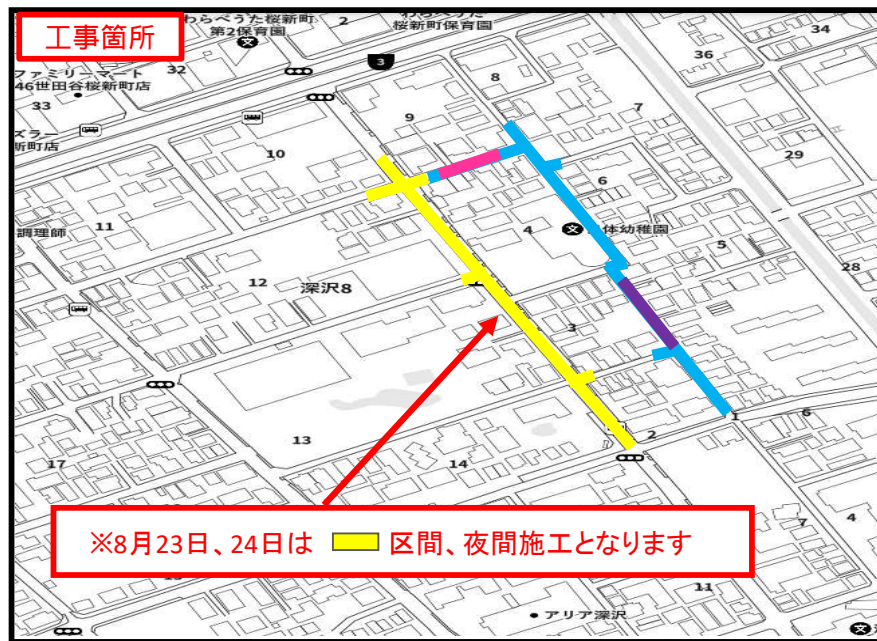 工事箇所
わらべうた桜新町
第2保育園
桜新町保育園
2
34
36
ファミリーマート
46世田谷桜新町店
32
33
3
8
9
7
新町店
10
29
6
調理師
11
4
体幼稚園
5
28
12
深沢8
3
13
14
2
1
6
17
※8月23日、24日は 区間、夜間施工となります
7
4
11
アリア深沢